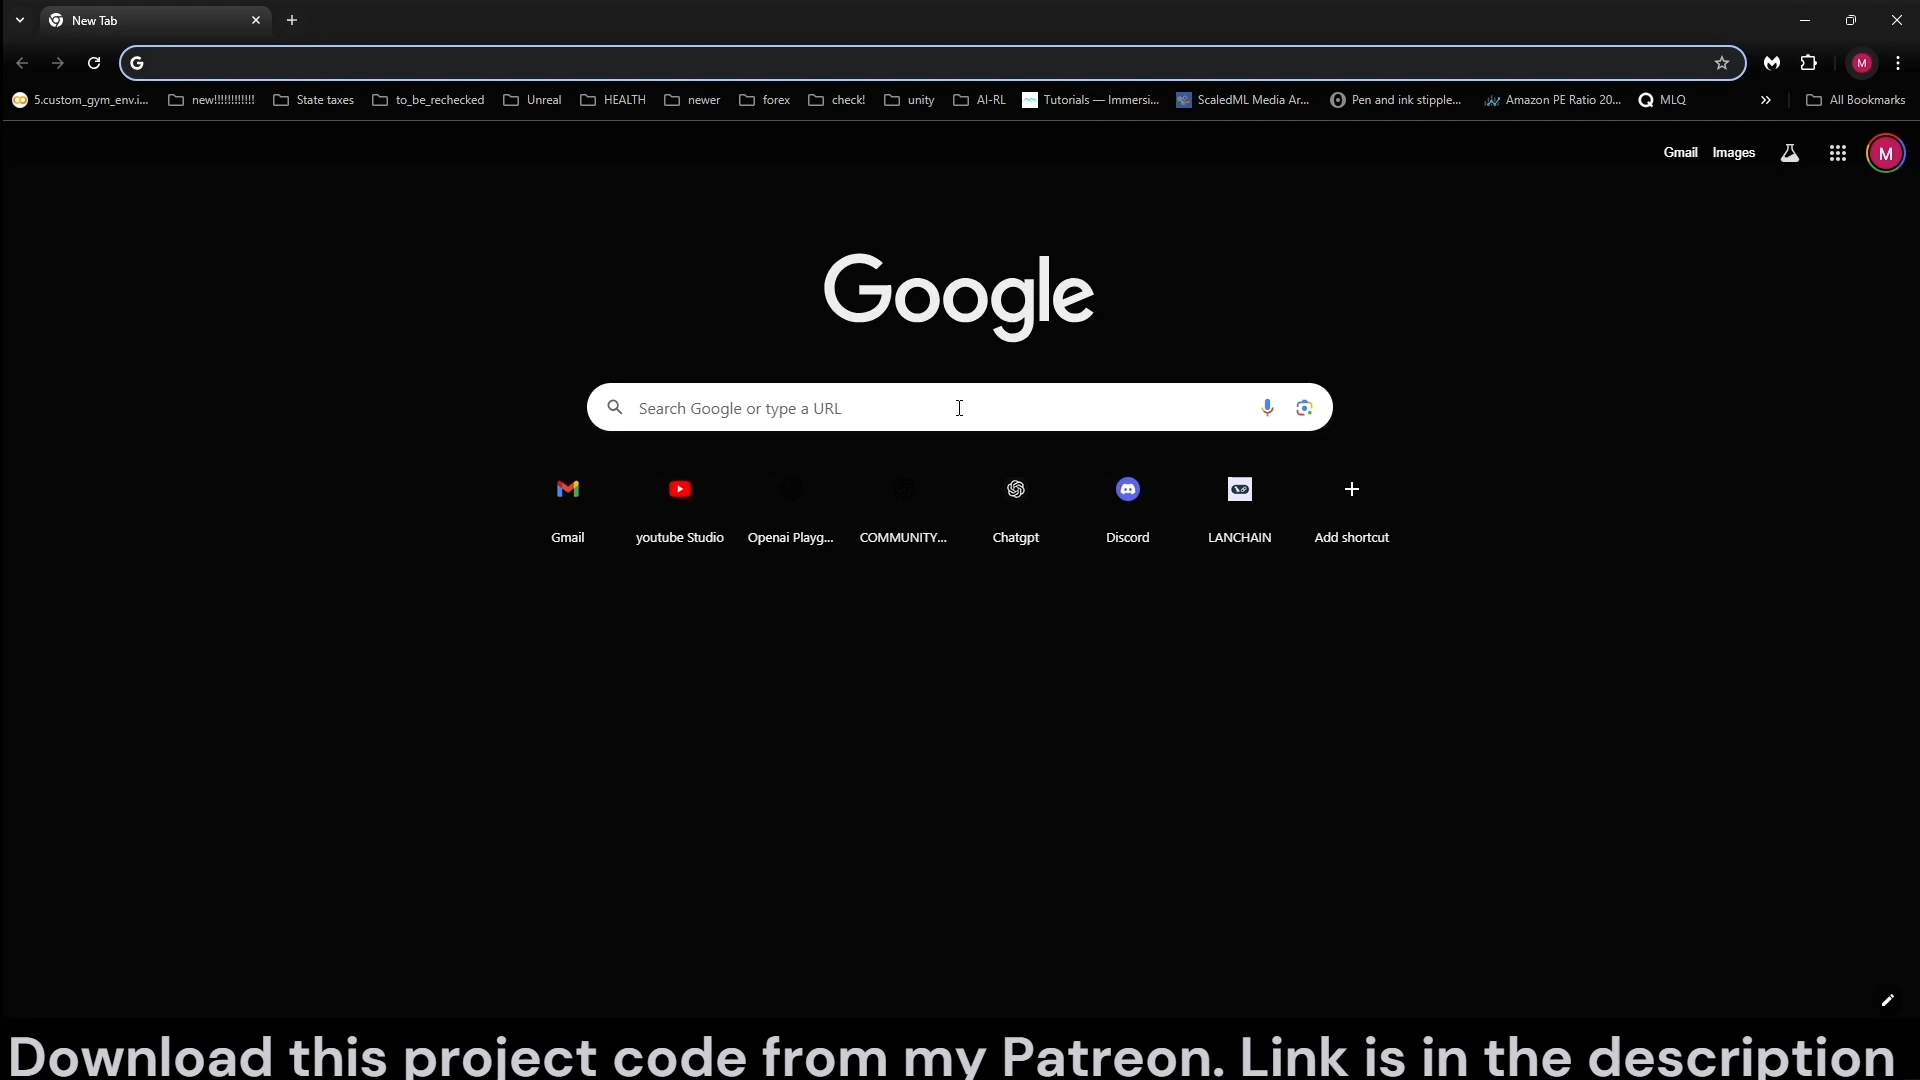 New Tab
5.custom_gym_env.i...
new!!!!!!!!!!!!
State taxes
to_be_rechecked
Unreal
HEALTH
newer
forex
check!
unity
AI-RL
Tutorials — Immersi...
ScaledML Media Ar...
Pen and ink stipple...
Amazon PE Ratio 20...
MLQ
All Bookmarks
M
Gmail
Images
M
Google
Search Google or type a URL
Gmail
youtube Studio
Openai Playg...
COMMUNITY...
Chatgpt
Discord
LANCHAIN
Add shortcut
Download this project code from my Patreon. Link is in the description